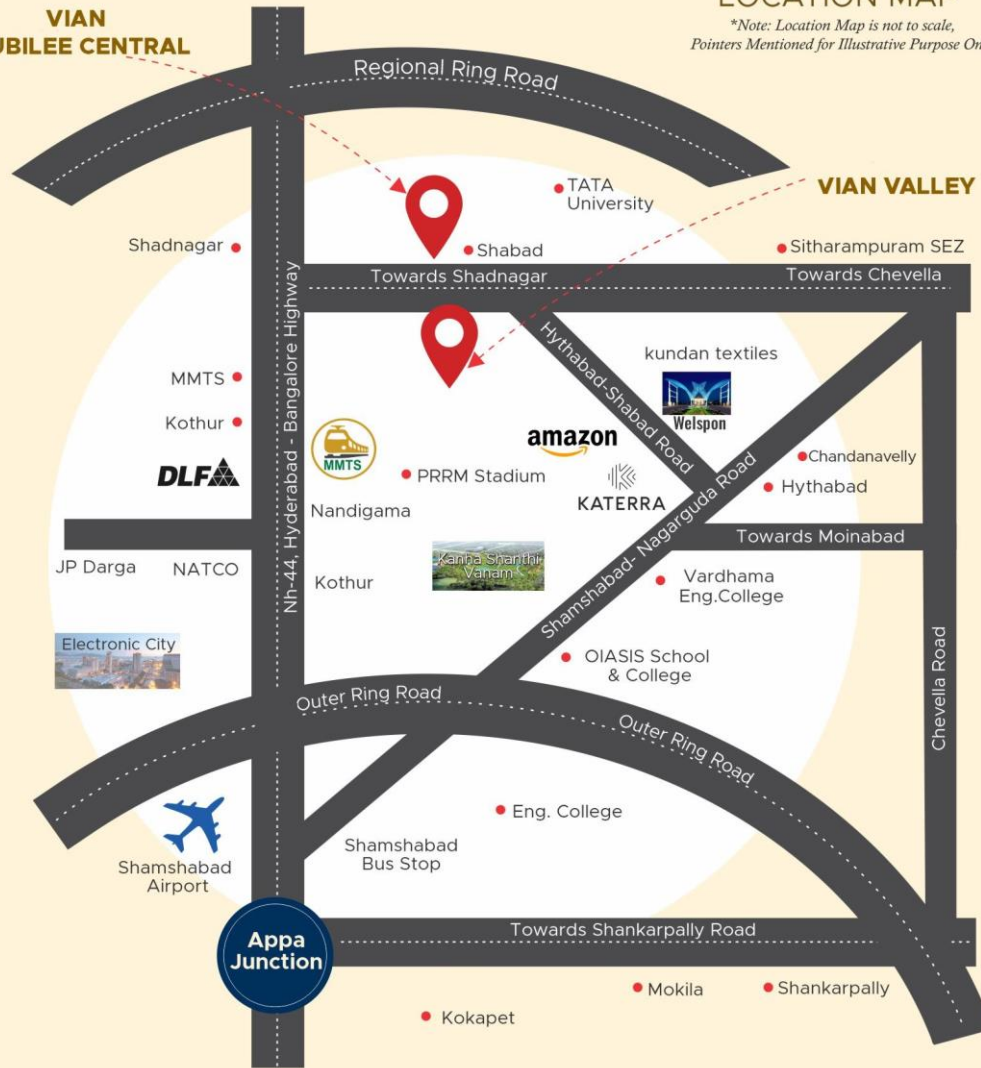 LOCATION MAP
*Note: Location Map is not to scale,
Pointers Mentioned for Illustrative Purpose On
VIAN
UBILEE CENTRAL
Regional Ring Road
TATA
University
VIAN VALLEY
Shadnagar
Shabad
Sitharampuram SEZ
Towards Shadnagar
Towards Chevella
Nh-44, Hyderabad - Bangalore Highway
Hythabad-Shabad Road
kundan textiles
Welspon
MMTS
Kothur
DLF
MMTS
PRRM Stadium
amazon
KATERRA
Chandanavelly
Hythabad
Nandigama
Shamshabad- Nagarguda Road
Towards Moinabad
JP Darga
NATCO
Kothur
Kanha Shanthi
Vanam
Vardhama
Eng.College
Electronic City
OIASIS School
& College
Chevella Road
Outer Ring Road
Outer Ring Road
Eng. College
Shamshabad
Bus Stop
Shamshabad
Airport
Appa
Junction
Towards Shankarpally Road
Mokila
Shankarpally
Kokapet